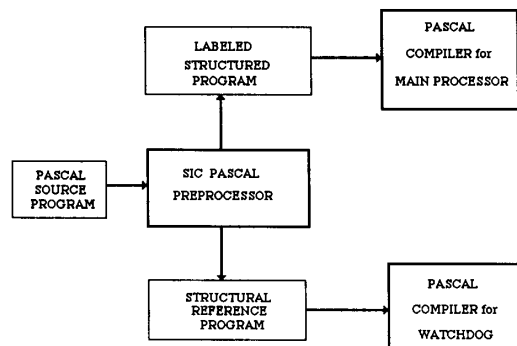 LABELED
STRUCTURED
PROGRAM
PASCAL
COMPILER for
MAIN PROCESSOR
PASCAL
SOURCE
PROGRAM
SIC PASCAL
PREPROCESSOR
STRUCTURAL
REFERENCE
PROGRAM
PASCAL
COMPILER for
WATCHDOG